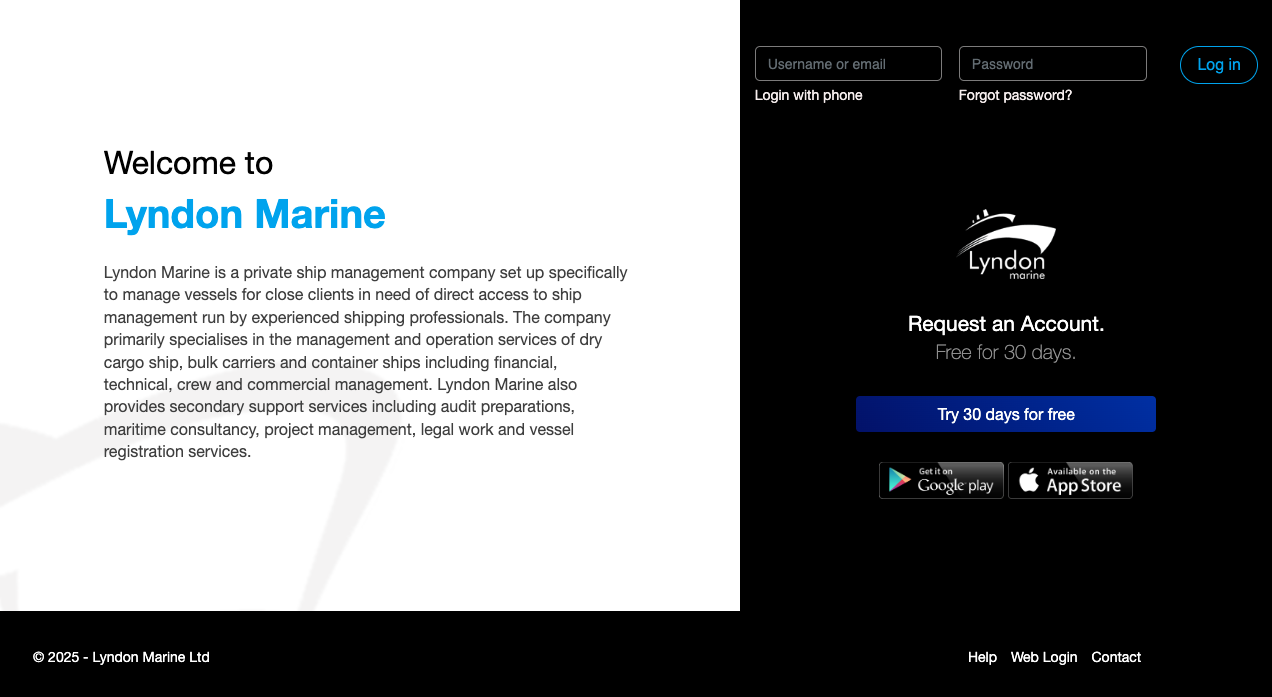 Username or email
Password
Log in
Login with phone
Forgot password?
Welcome to
Lyndon Marine
Lyndon Marine is a private ship management company set up specifically
to manage vessels for close clients in need of direct access to ship
management run by experienced shipping professionals. The company
primarily specialises in the management and operation services of dry
cargo ship, bulk carriers and container ships including financial,
technical, crew and commercial management. Lyndon Marine also
provides secondary support services including audit preparations,
maritime consultancy, project management, legal work and vessel
registration services.
Lyndon
marine
Request an Account.
Free for 30 days.
Try 30 days for free
Get it on
Google play
Available on the
App Store
© 2025 - Lyndon Marine Ltd
Help
Web Login
Contact